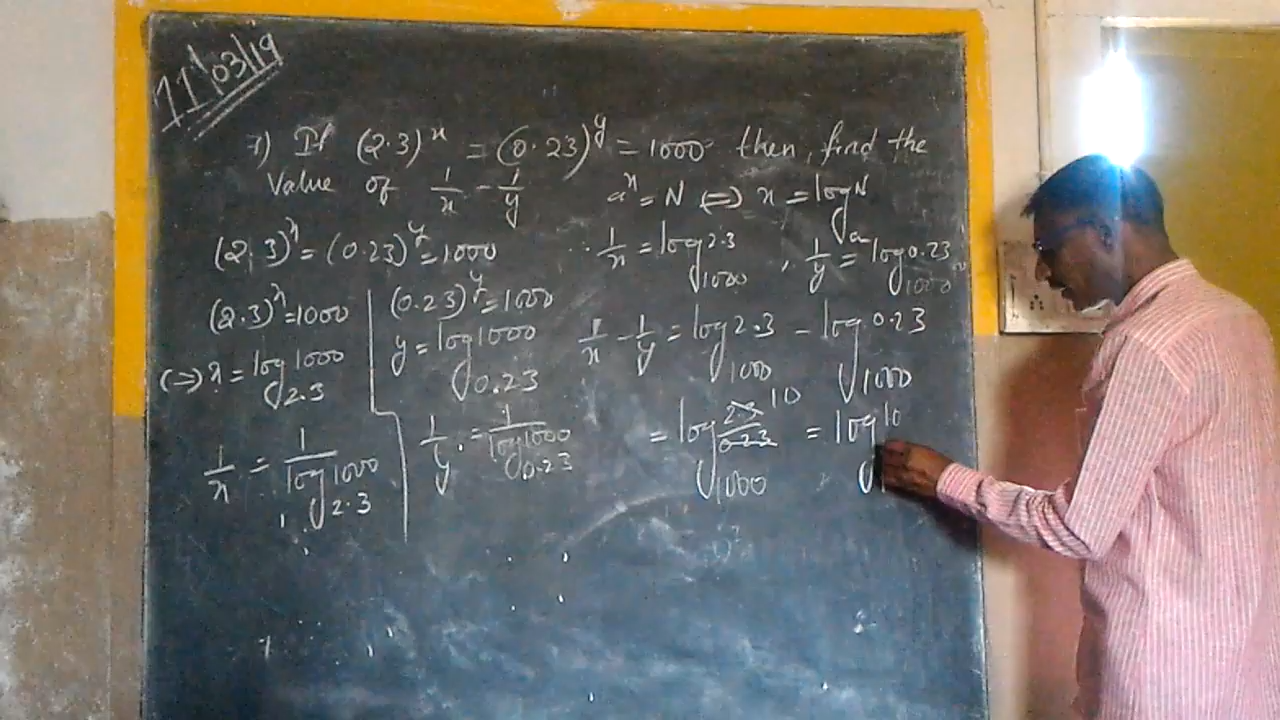 11/03/19
7) If (2.3)^x = (0.23)^y = 1000 then, find the
Value of 1/x - 1/y
a^x = N ⇔ x = log_a N
(2.3)^x = (0.23)^y = 1000
(2.3)^x = 1000
(⇒) x = log_2.3 1000
1/x = 1/log_2.3 1000
(0.23)^y = 1000
y = log_0.23 1000
1/y = 1/log_0.23 1000
∴ 1/x = log_1000 2.3 , 1/y = log_1000 0.23
1/x - 1/y = log_1000 2.3 - log_1000 0.23
= log_1000 2.3/0.23 10 = log 10